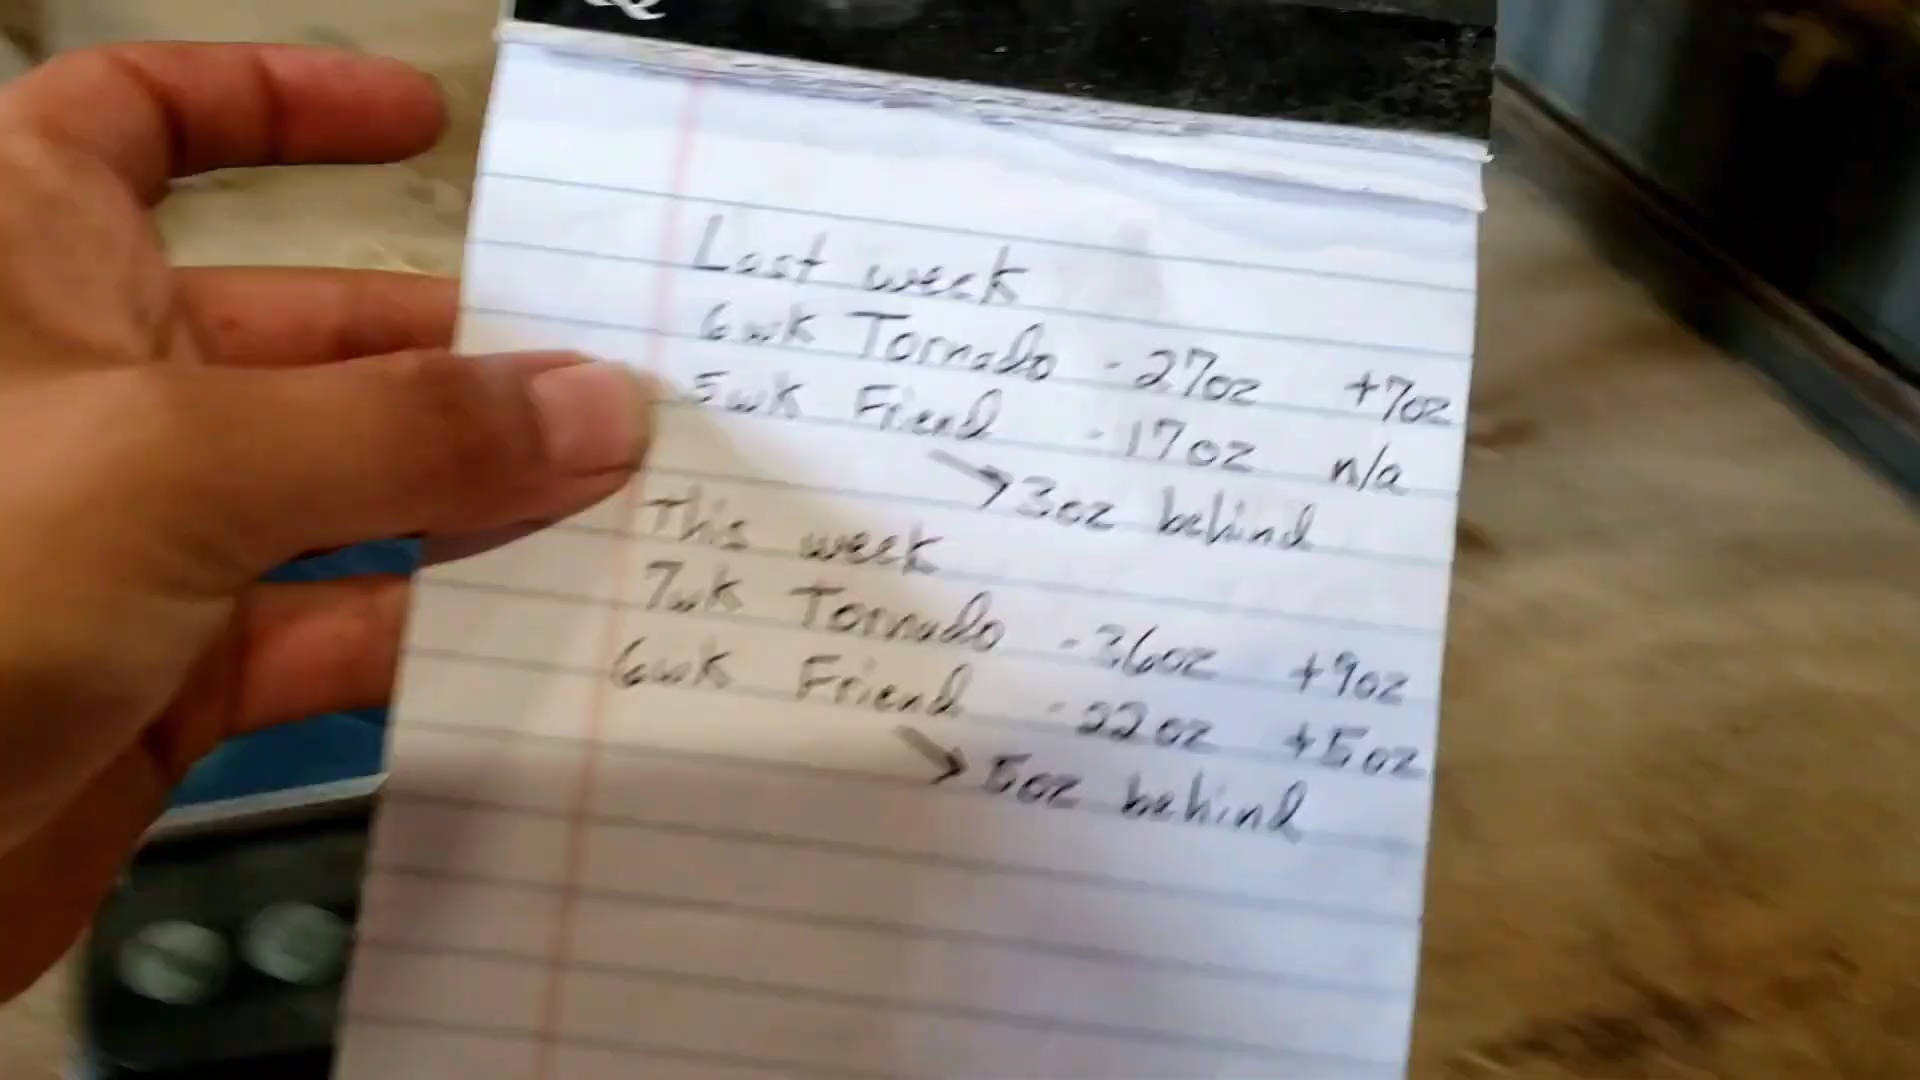 Last week
6wk Tornado - 27oz +7oz
5wk Friend - 17oz n/a
→ 3oz behind
This week
7wk Tornado - 36oz +9oz
6wk Friend - 22oz +5oz
→ 5oz behind